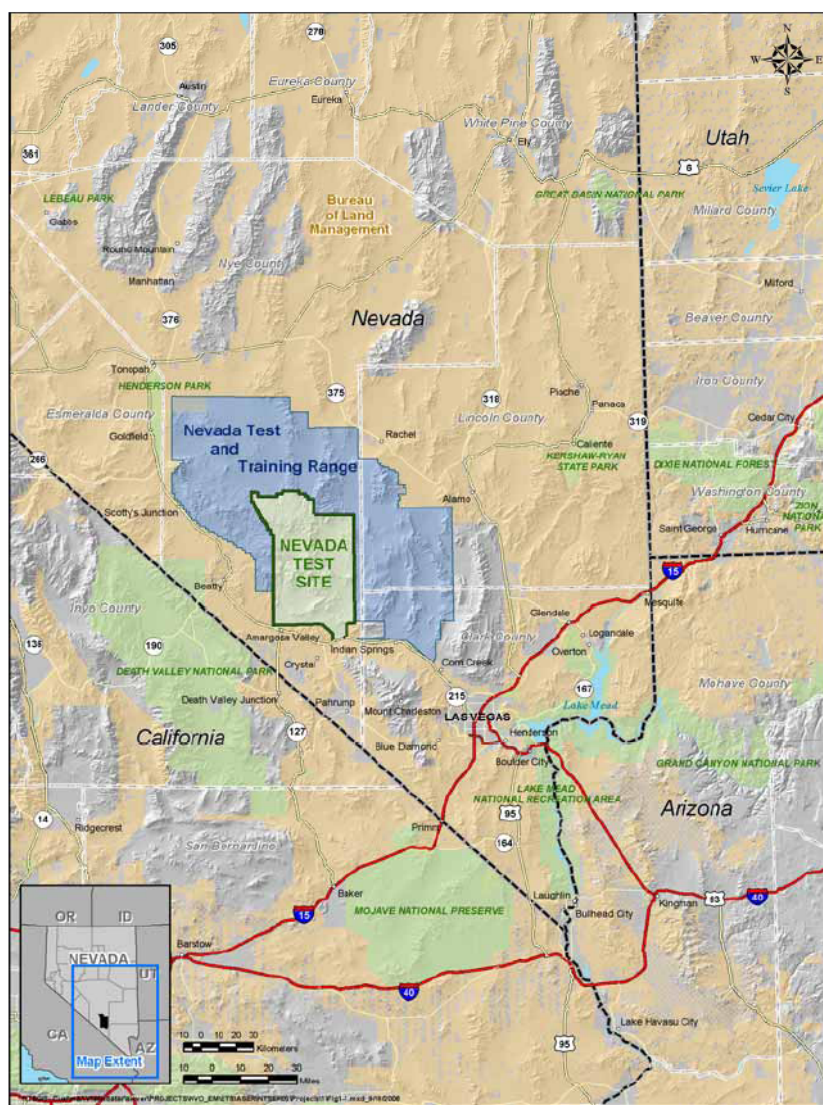 278
305
N
W E
S
Austin
Eureka County
Lander County
Eureka
White Pine County
Utah
Ely
361
6
LEBEAU PARK
GREAT BASIN NATIONAL PARK
Sevier Lake
Bureau
of Land
Management
Millard County
Gabbs
Round Mountain
Nye County
Manhattan
Milford
376
Nevada
Beaver County
Tonopah
375
HENDERSON PARK
318
Pioche
Iron County
Panaca
Esmeralda County
Lincoln County
319
Cedar City
Goldfield
Nevada Test
and
Training Range
Rachel
Caliente
KERSHAW-RYAN
STATE PARK
266
DIXIE NATIONAL FOREST
Alamo
Washington County
ZION
NATIONAL
PARK
Scotty's Junction
Saint George
Hurricane
NEVADA
TEST
SITE
15
Beatty
Mesquite
Inyo County
Glendale
Logandale
Clark County
Overton
Amargosa Valley
136
190
Indian Springs
Crystal
Corn Creek
DEATH VALLEY NATIONAL PARK
167
Mohave County
Death Valley Junction
215
Pahrump
Lake Mead
Mount Charleston
LAS VEGAS
127
California
Henderson
Blue Diamond
Boulder City
GRAND CANYON NATIONAL PARK
LAKE MEAD
NATIONAL RECREATION AREA
Arizona
14
95
Ridgecrest
Primm
164
San Bernardino
Baker
Laughlin
Kingman
93
40
15
MOJAVE NATIONAL PRESERVE
Bullhead City
OR ID
Barstow
NEVADA
UT
40
CA
Lake Havasu City
10 0 10 20 30
Kilometers
95
AZ
Map Extent
10 0 10 20 30
Miles